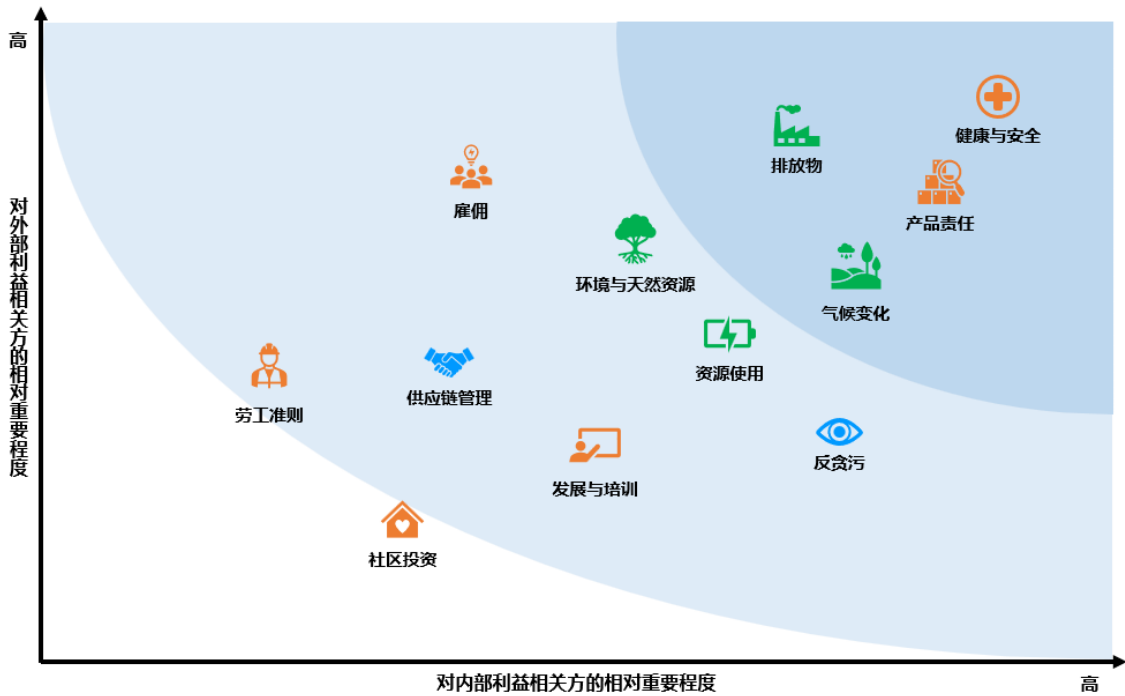 高
健康与安全
排放物
雇佣
产品责任
对外部利益相关方的相对重要程度
环境与天然资源
气候变化
资源使用
供应链管理
劳工准则
反贪污
发展与培训
社区投资
对内部利益相关方的相对重要程度
高